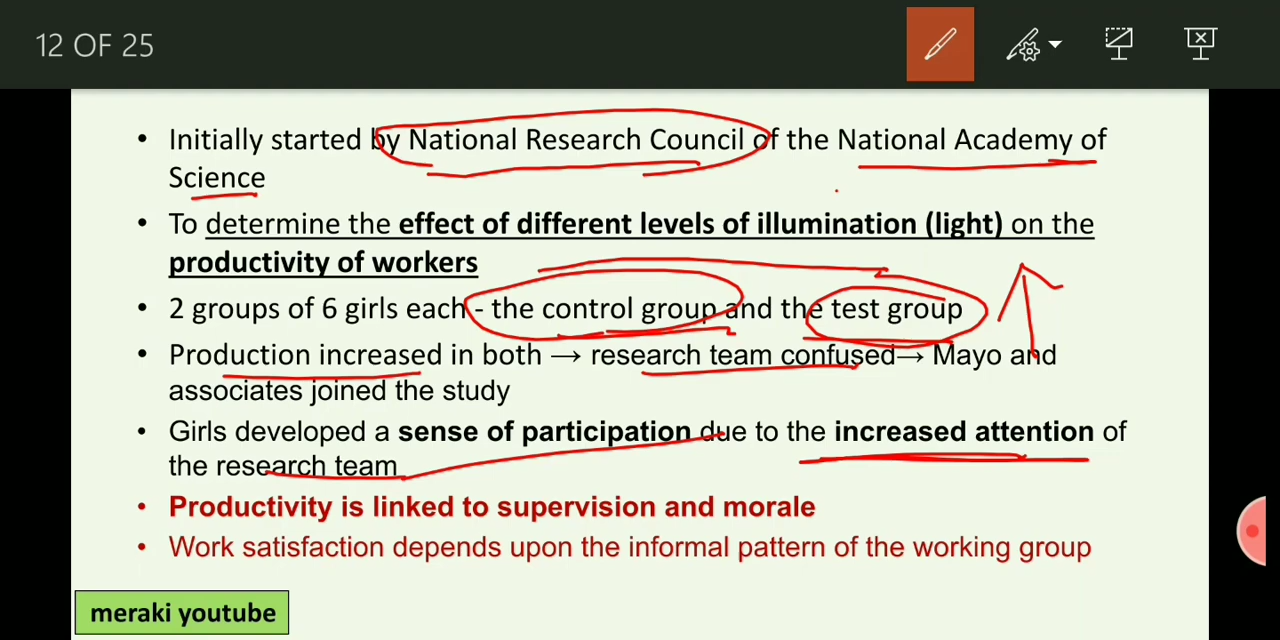 12 OF 25
• Initially started by National Research Council of the National Academy of
Science
• To determine the effect of different levels of illumination (light) on the
productivity of workers
• 2 groups of 6 girls each - the control group and the test group
• Production increased in both → research team confused→ Mayo and
associates joined the study
• Girls developed a sense of participation due to the increased attention of
the research team
• Productivity is linked to supervision and morale
• Work satisfaction depends upon the informal pattern of the working group
meraki youtube